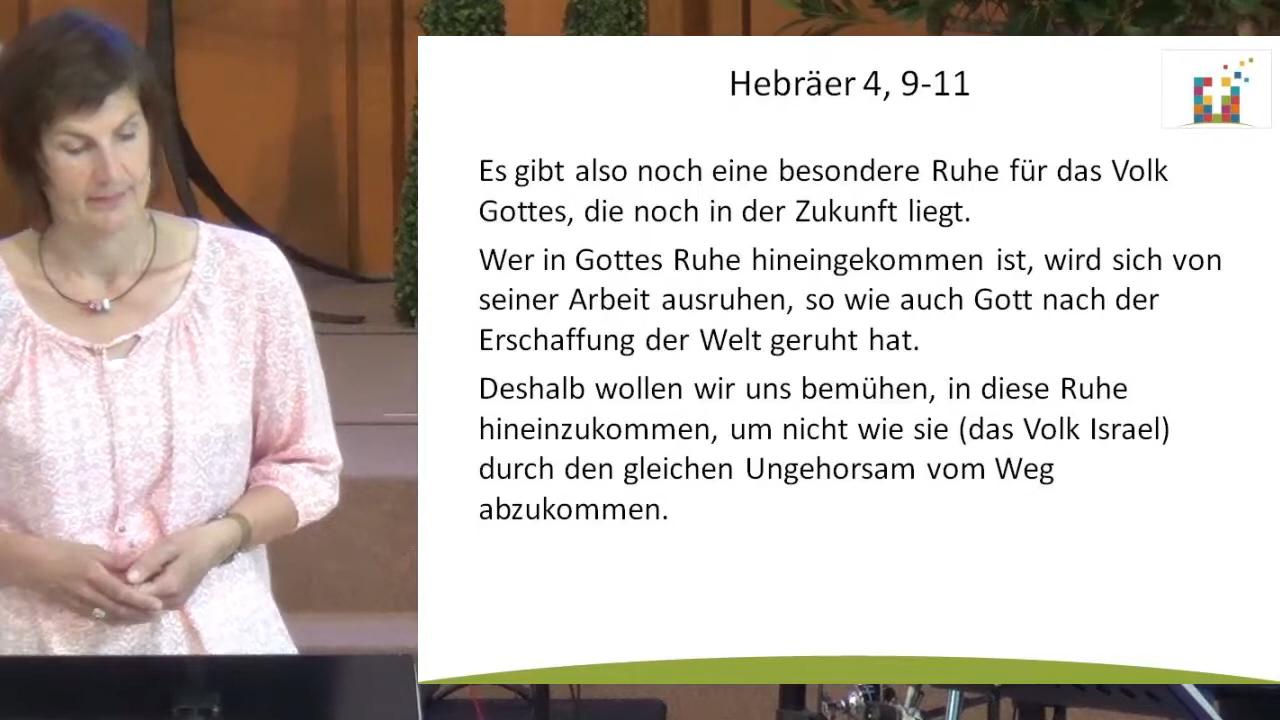 Hebräer 4, 9-11
Es gibt also noch eine besondere Ruhe für das Volk
Gottes, die noch in der Zukunft liegt.
Wer in Gottes Ruhe hineingekommen ist, wird sich von
seiner Arbeit ausruhen, so wie auch Gott nach der
Erschaffung der Welt geruht hat.
Deshalb wollen wir uns bemühen, in diese Ruhe
hineinzukommen, um nicht wie sie (das Volk Israel)
durch den gleichen Ungehorsam vom Weg
abzukommen.